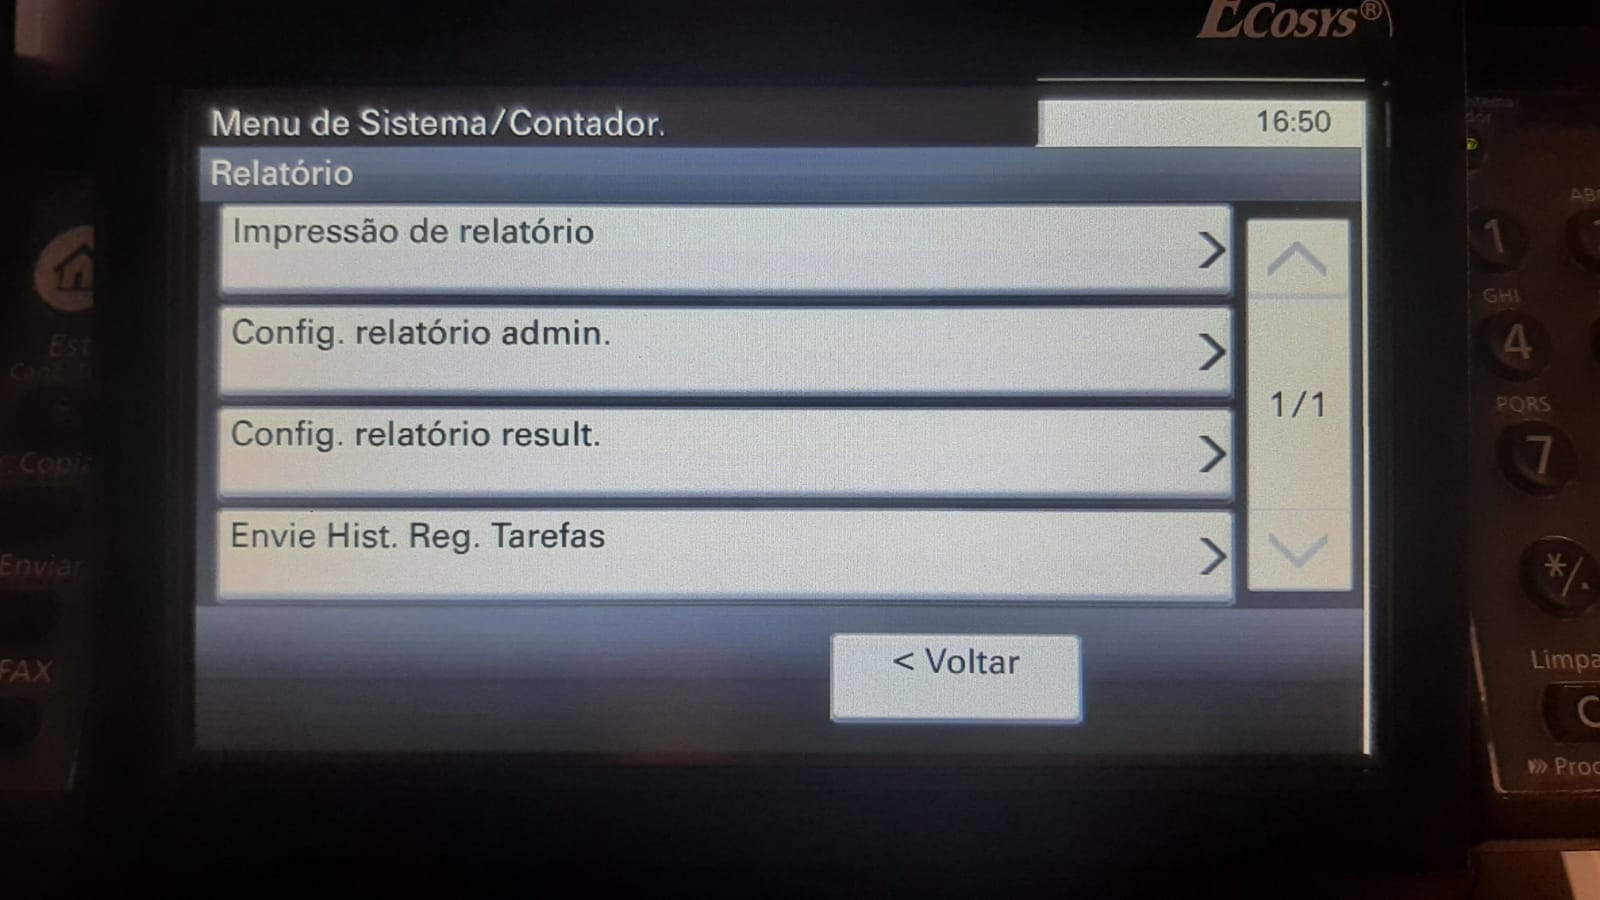 ECOSYS®
Menu de Sistema/Contador.
16:50
Relatório
Impressão de relatório
Config. relatório admin.
1/1
Config. relatório result.
Envie Hist. Reg. Tarefas
< Voltar
Est
Copia
Enviar
FAX
1
GHI
4
PQRS
7
*/.
Limpa
C
Proc